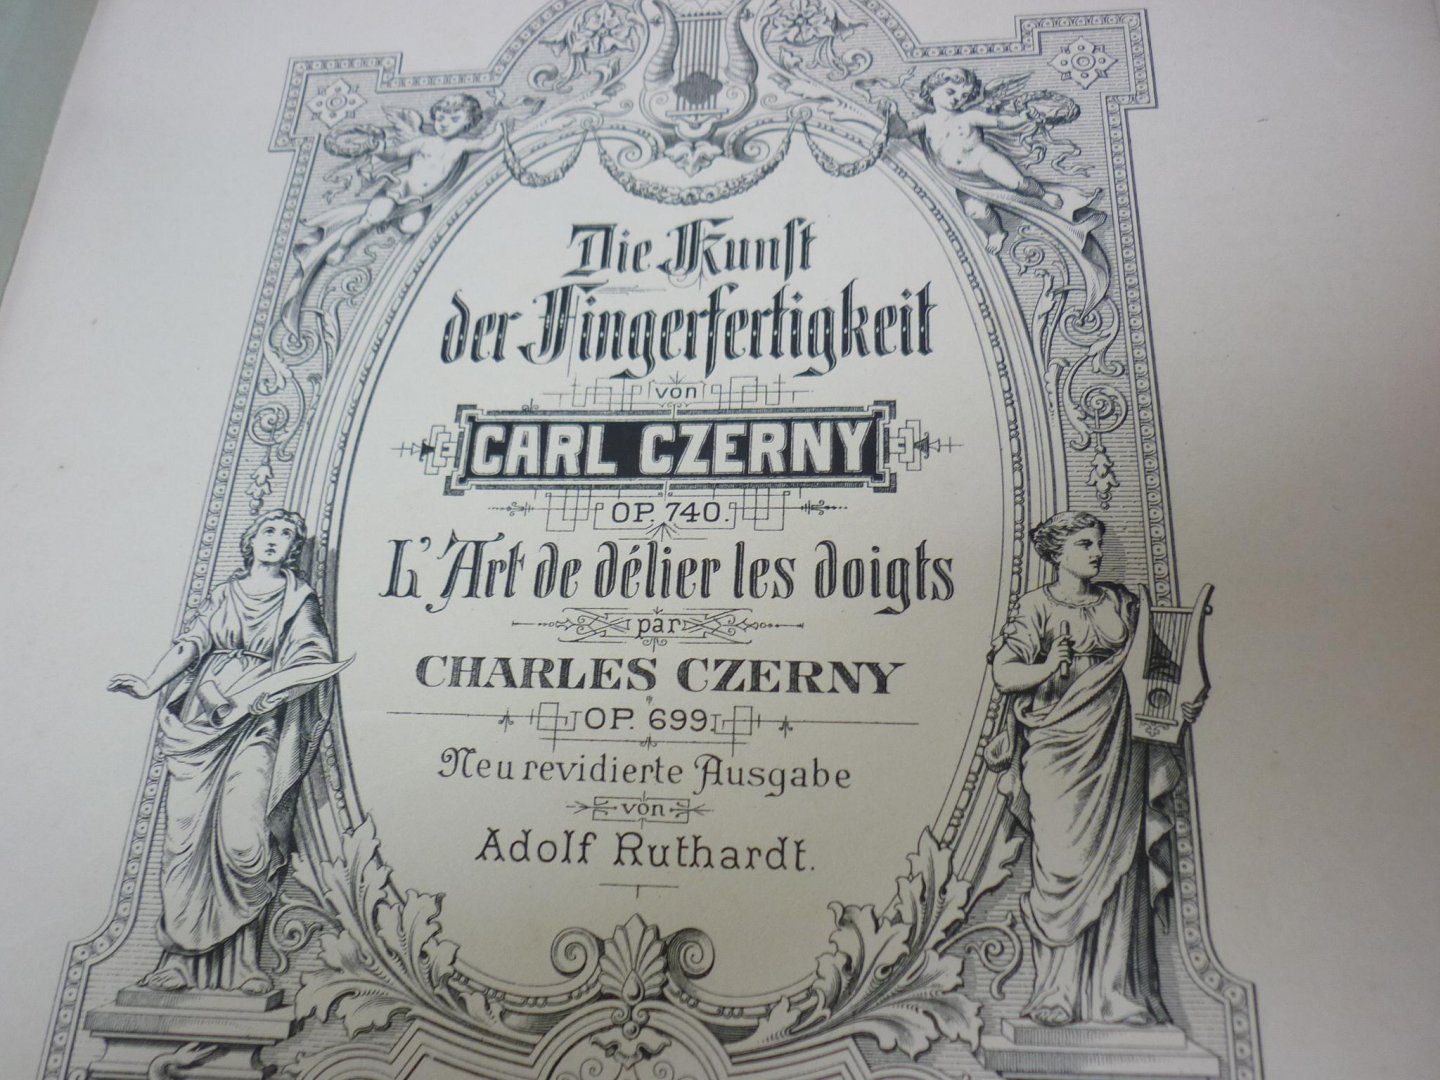 Die Kunst
der Fingerfertigkeit
von
CARL CZERNY
OP. 740.
L'Art de délier les doigts
par
CHARLES CZERNY
OP. 699
Neu revidierte Ausgabe
von
Adolf Ruthardt.